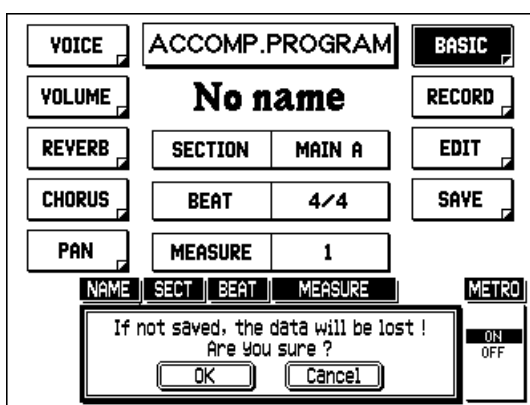 VOICE ACCOMP.PROGRAM BASIC
VOLUME No name RECORD
REVERB SECTION MAIN A EDIT
CHORUS BEAT 4/4 SAVE
PAN MEASURE 1
NAME SECT BEAT MEASURE METRO
If not saved, the data will be lost !
Are you sure ?
OK Cancel
ON
OFF